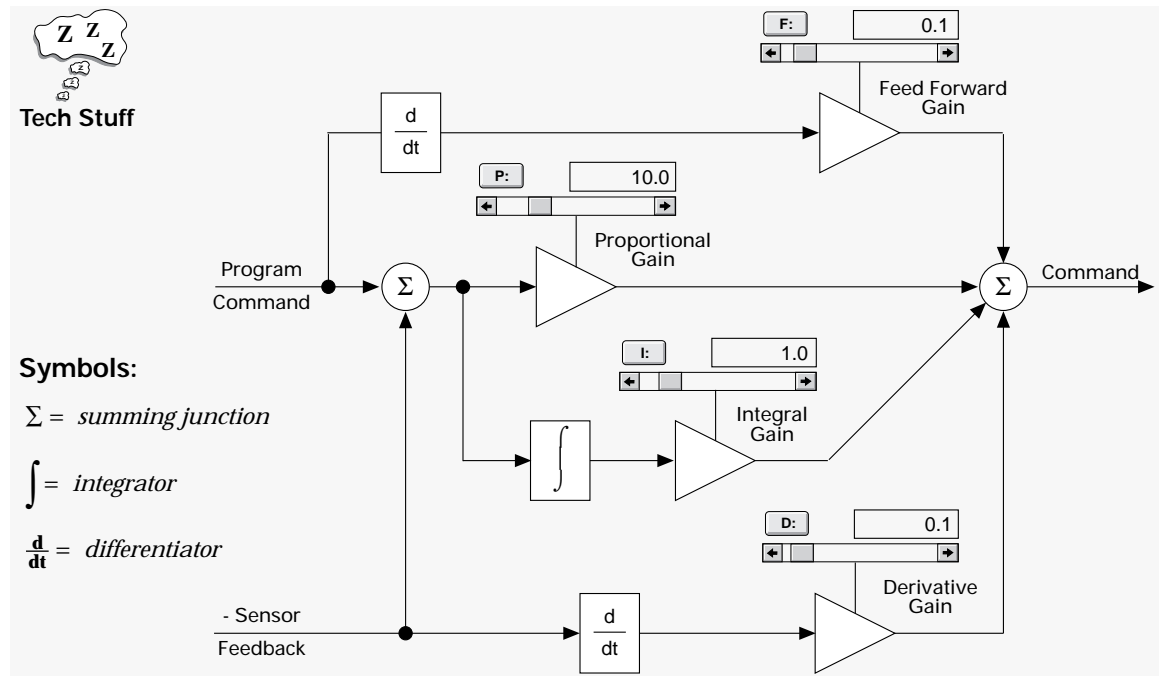 Z Z Z
z
z
z
Tech Stuff
F: 0.1
Feed Forward
Gain
d
dt
P: 10.0
Proportional
Gain
Program
Command
Σ
Σ
Command
I: 1.0
Integral
Gain
∫
Symbols:
Σ = summing junction
∫ = integrator
d
dt = differentiator
D: 0.1
Derivative
Gain
- Sensor
Feedback
d
dt